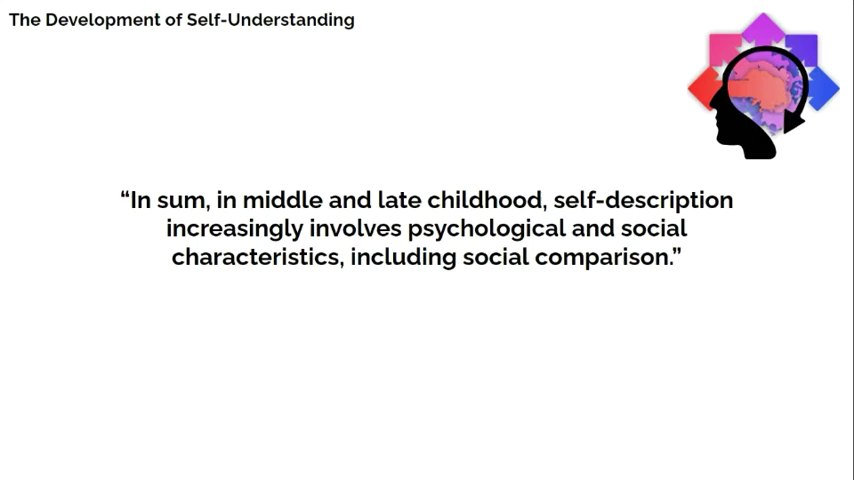 The Development of Self-Understanding
“In sum, in middle and late childhood, self-description
increasingly involves psychological and social
characteristics, including social comparison.”